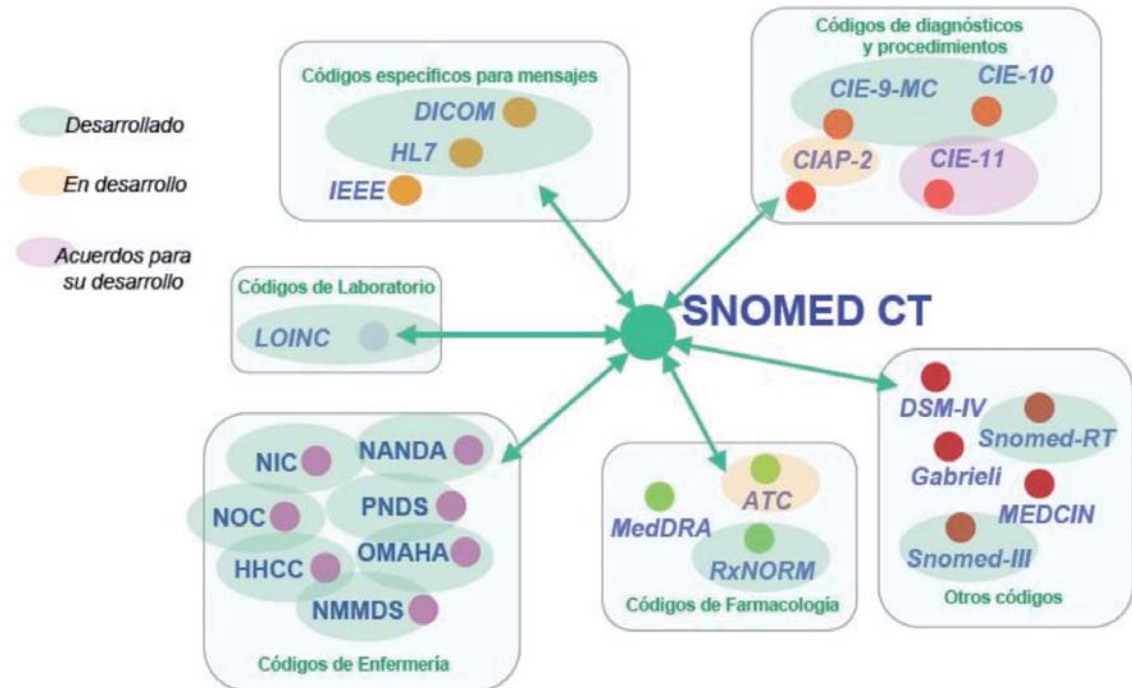 Desarrollado
En desarrollo
Acuerdos para
su desarrollo
Códigos específicos para mensajes
DICOM
HL7
IEEE
Códigos de diagnósticos
y procedimientos
CIE-9-MC
CIE-10
CIAP-2
CIE-11
Códigos de Laboratorio
LOINC
SNOMED CT
NIC
NANDA
NOC
PNDS
HHCC
OMAHA
NMMDS
Códigos de Enfermería
MedDRA
ATC
RxNORM
Códigos de Farmacología
DSM-IV
Snomed-RT
Gabrieli
MEDCIN
Snomed-III
Otros códigos